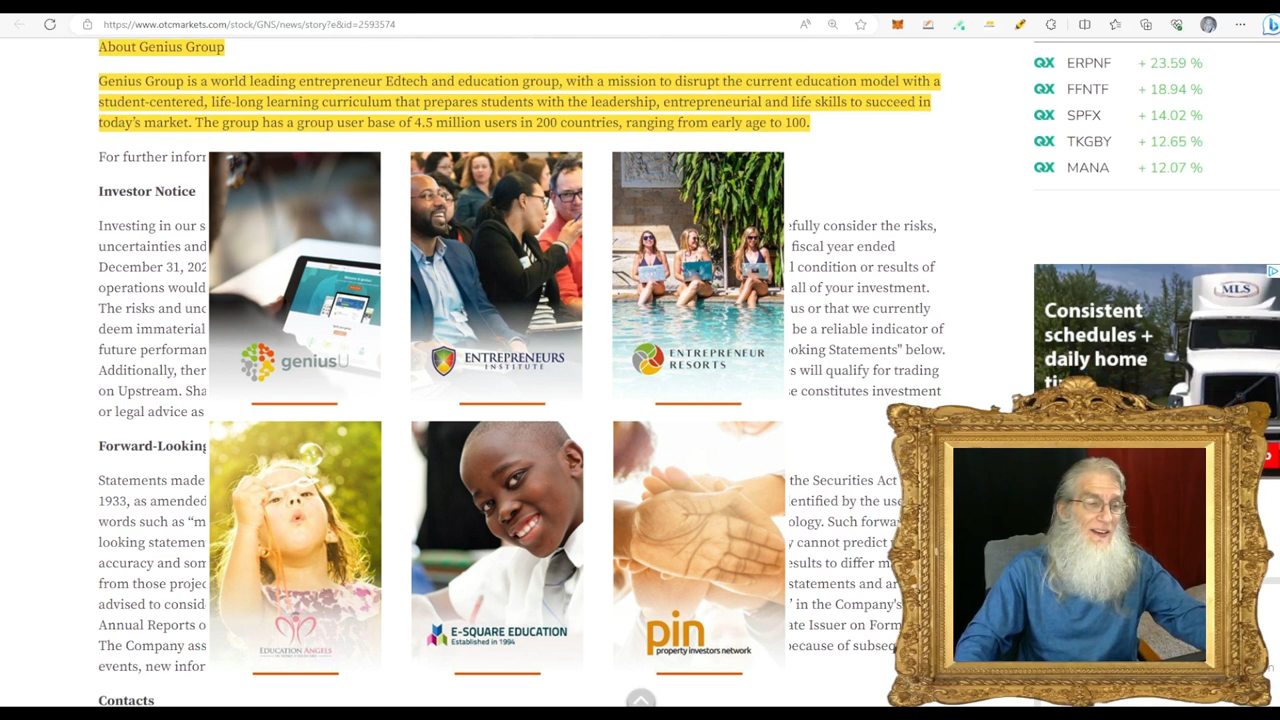 https://www.otcmarkets.com/stock/GNS/news/story?e&id=2593574
About Genius Group
Genius Group is a world leading entrepreneur Edtech and education group, with a mission to disrupt the current education model with a
student-centered, life-long learning curriculum that prepares students with the leadership, entrepreneurial and life skills to succeed in
today's market. The group has a group user base of 4.5 million users in 200 countries, ranging from early age to 100.
For further infor
Investor Notice
Investing in our s
uncertainties and
December 31, 202
operations would
The risks and unc
deem immaterial
future performan
Additionally, ther
on Upstream. Sha
or legal advice as
efully consider the risks,
fiscal year ended
l condition or results of
all of your investment.
us or that we currently
be a reliable indicator of
oking Statements" below.
es will qualify for trading
se constitutes investment
Forward-Looking
Statements made
1933, as amended
words such as “m
looking statemen
accuracy and som
from those projec
advised to consid
Annual Reports o
The Company ass
events, new infor
the Securities Act
entified by the use
ology. Such forwa
y cannot predict
esults to differ m
statements and ar
' in the Company's
ate Issuer on Form
because of subseq
Contacts
geniusU
ENTREPRENEURS
INSTITUTE
ENTREPRENEUR
RESORTS
EDUCATION ANGELS
E-SQUARE EDUCATION
Established in 1994
pin
property investors network
QX ERPNF + 23.59 %
QX FFNTF + 18.94 %
QX SPFX + 14.02 %
QX TKGBY + 12.65 %
QX MANA + 12.07 %
Consistent
schedules +
daily home
MLS